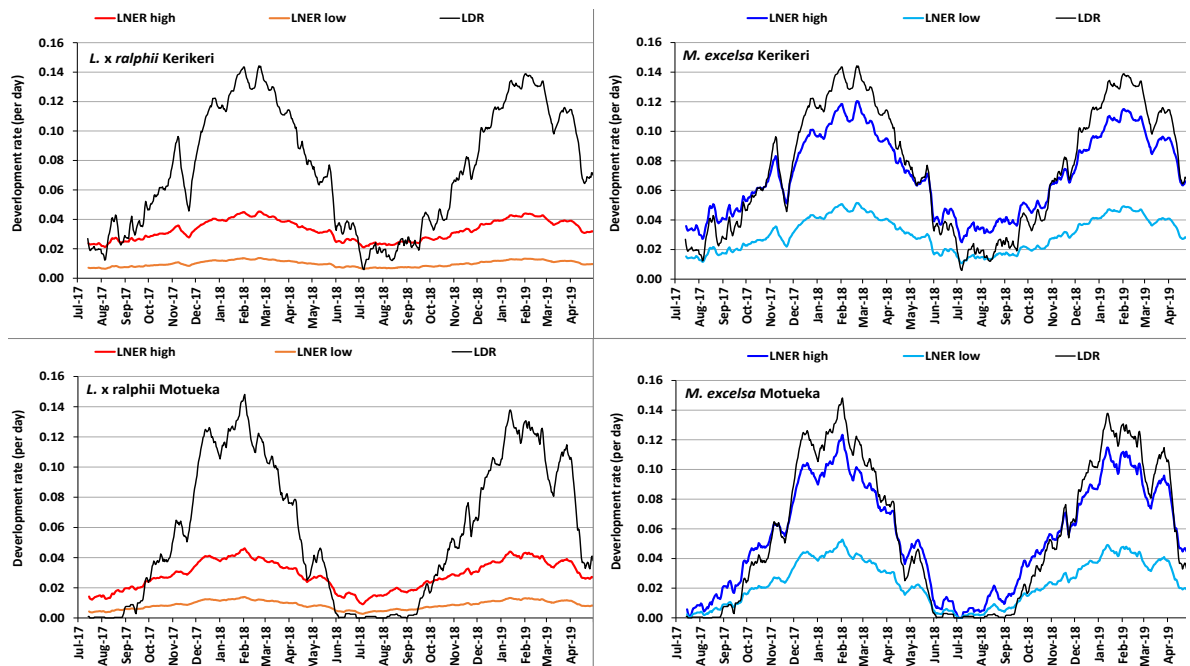 LNER high LNER low LDR
L. x ralphii Kerikeri
Deverlopment rate (per day)
0.16
0.14
0.12
0.10
0.08
0.06
0.04
0.02
0.00
Jul-17 Aug-17 Sep-17 Oct-17 Nov-17 Dec-17 Jan-18 Feb-18 Mar-18 Apr-18 May-18 Jun-18 Jul-18 Aug-18 Sep-18 Oct-18 Nov-18 Dec-18 Jan-19 Feb-19 Mar-19 Apr-19
LNER high LNER low LDR
M. excelsa Kerikeri
Deverlopment rate (per day)
0.16
0.14
0.12
0.10
0.08
0.06
0.04
0.02
0.00
Jul-17 Aug-17 Sep-17 Oct-17 Nov-17 Dec-17 Jan-18 Feb-18 Mar-18 Apr-18 May-18 Jun-18 Jul-18 Aug-18 Sep-18 Oct-18 Nov-18 Dec-18 Jan-19 Feb-19 Mar-19 Apr-19
LNER high LNER low LDR
L. x ralphii Motueka
Deverlopment rate (per day)
0.16
0.14
0.12
0.10
0.08
0.06
0.04
0.02
0.00
Jul-17 Aug-17 Sep-17 Oct-17 Nov-17 Dec-17 Jan-18 Feb-18 Mar-18 Apr-18 May-18 Jun-18 Jul-18 Aug-18 Sep-18 Oct-18 Nov-18 Dec-18 Jan-19 Feb-19 Mar-19 Apr-19
LNER high LNER low LDR
M. excelsa Motueka
Deverlopment rate (per day)
0.16
0.14
0.12
0.10
0.08
0.06
0.04
0.02
0.00
Jul-17 Aug-17 Sep-17 Oct-17 Nov-17 Dec-17 Jan-18 Feb-18 Mar-18 Apr-18 May-18 Jun-18 Jul-18 Aug-18 Sep-18 Oct-18 Nov-18 Dec-18 Jan-19 Feb-19 Mar-19 Apr-19